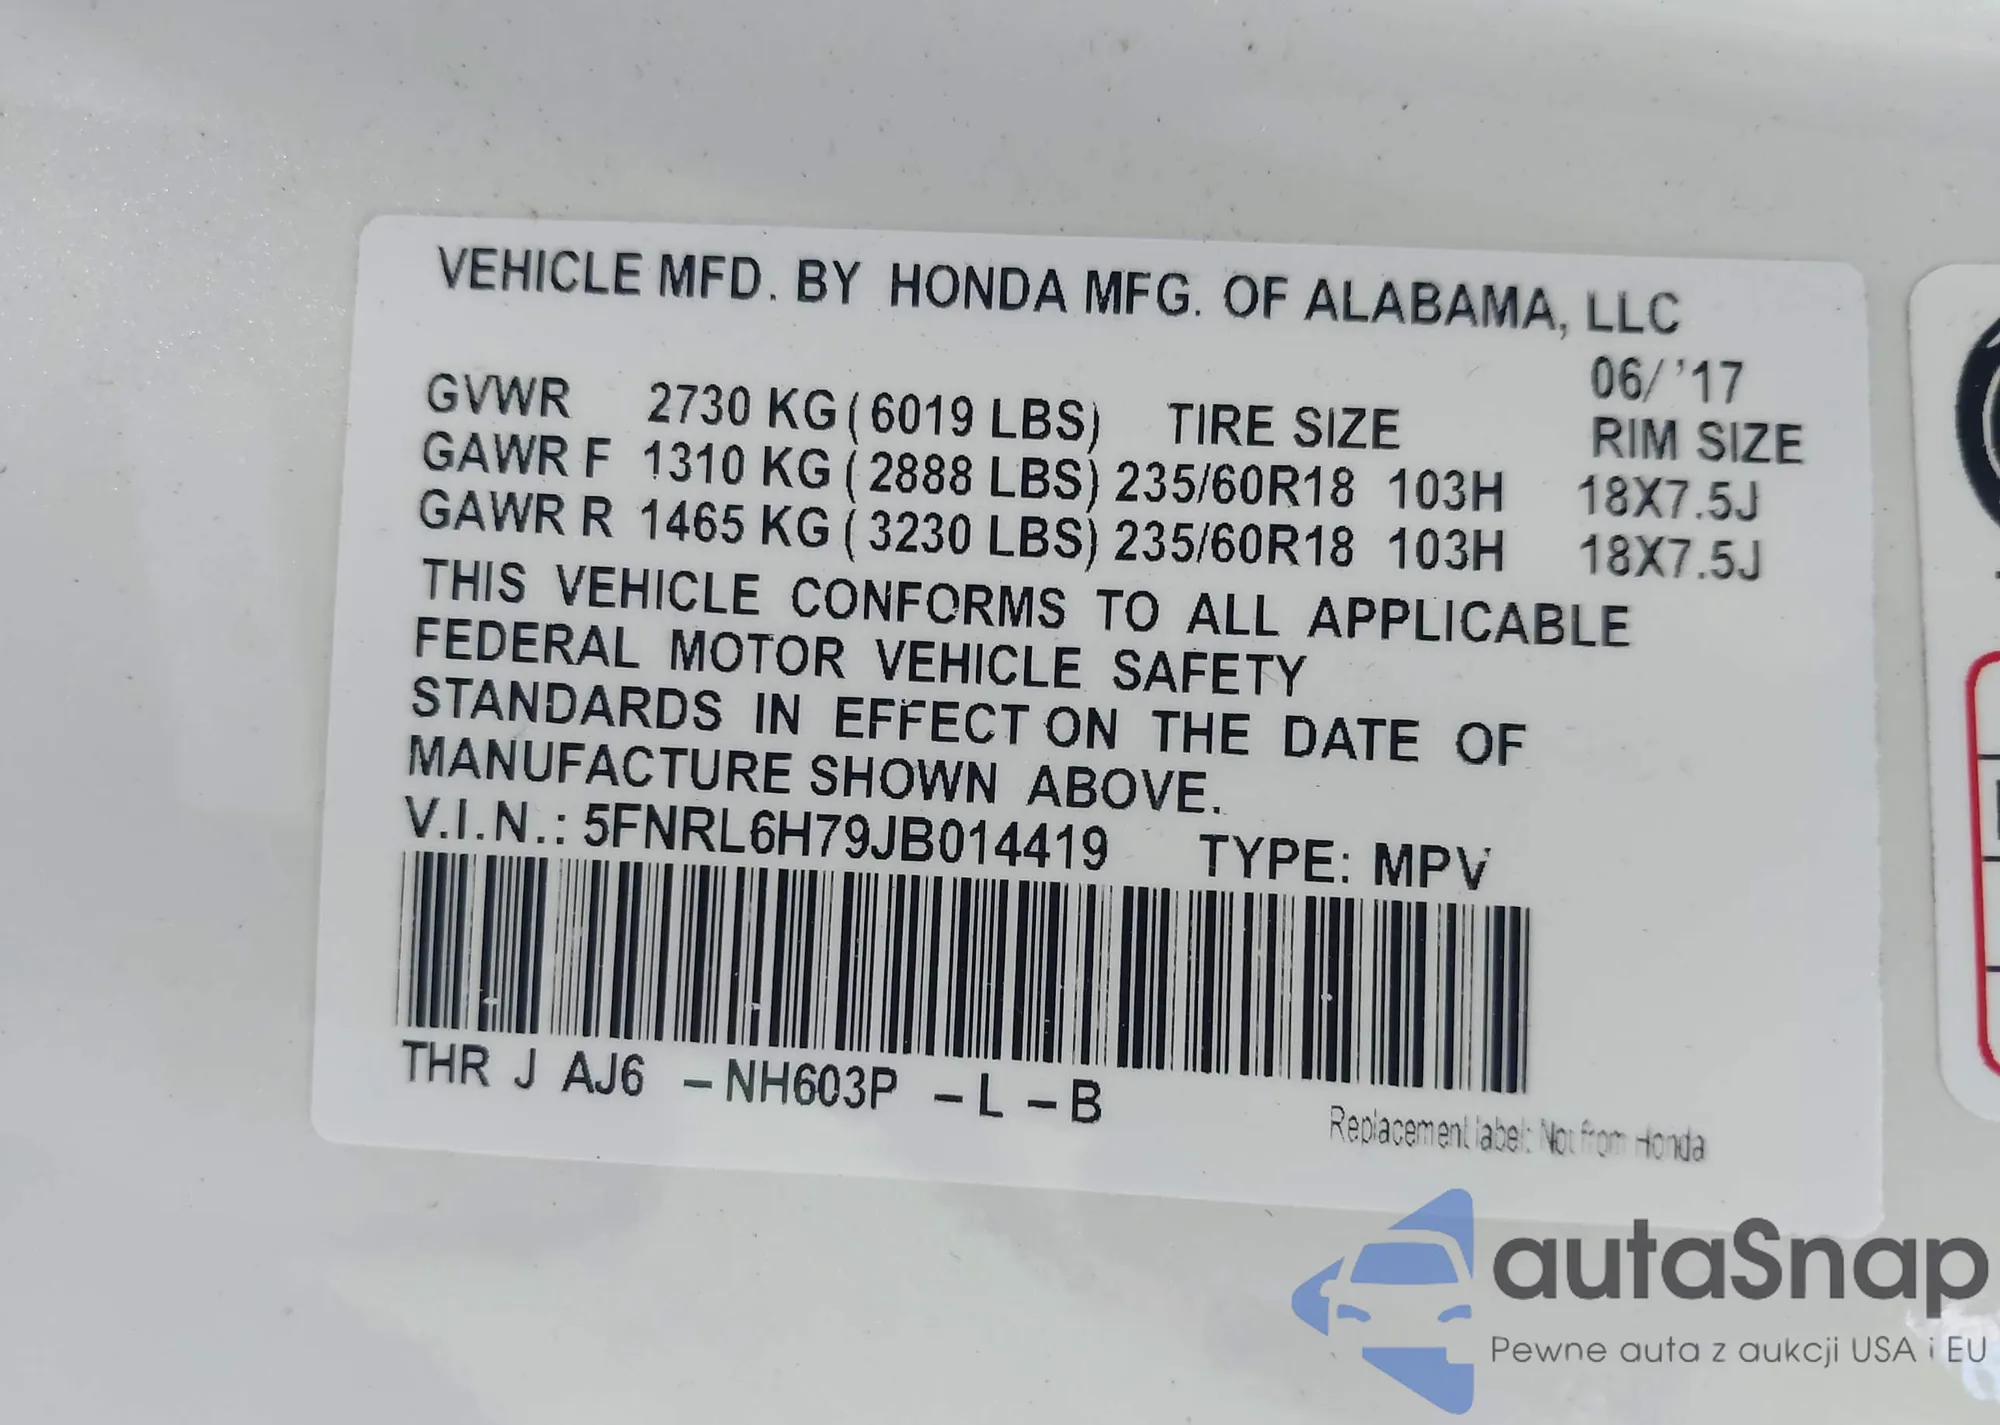 VEHICLE MFD. BY HONDA MFG. OF ALABAMA, LLC
06/ '17
GVWR 2730 KG ( 6019 LBS) TIRE SIZE RIM SIZE
GAWR F 1310 KG ( 2888 LBS) 235/60R18 103H 18X7.5J
GAWR R 1465 KG ( 3230 LBS) 235/60R18 103H 18X7.5J
THIS VEHICLE CONFORMS TO ALL APPLICABLE
FEDERAL MOTOR VEHICLE SAFETY
STANDARDS IN EFFECT ON THE DATE OF
MANUFACTURE SHOWN ABOVE.
V.I.N.: 5FNRL6H79JB014419 TYPE: MPV
THR J AJ6 -NH603P -L -B
Replacement label: Not from Honda
autaSnap
Pewne auta z aukcji USA i EU